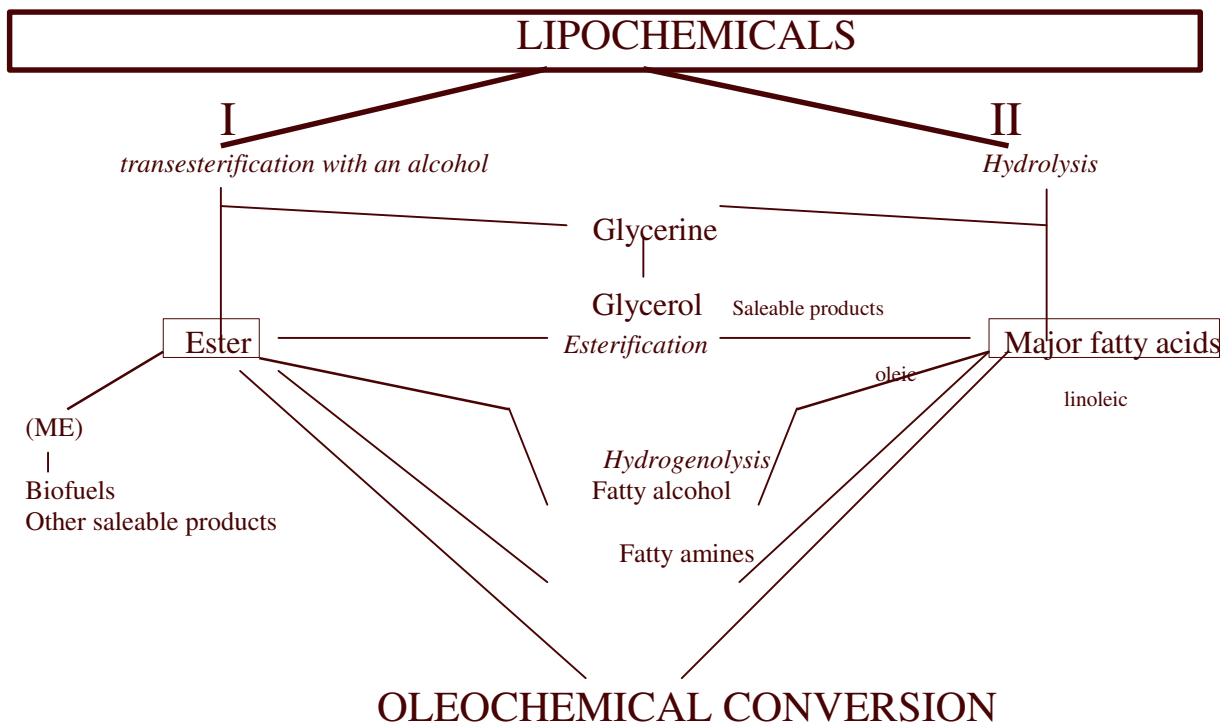 LIPOCHEMICALS
I
II
transesterification with an alcohol
Hydrolysis
Glycerine
Glycerol
Saleable products
Ester
Esterification
Major fatty acids
oleic
linoleic
(ME)
Hydrogenolysis
Biofuels
Fatty alcohol
Other saleable products
Fatty amines
OLEOCHEMICAL CONVERSION